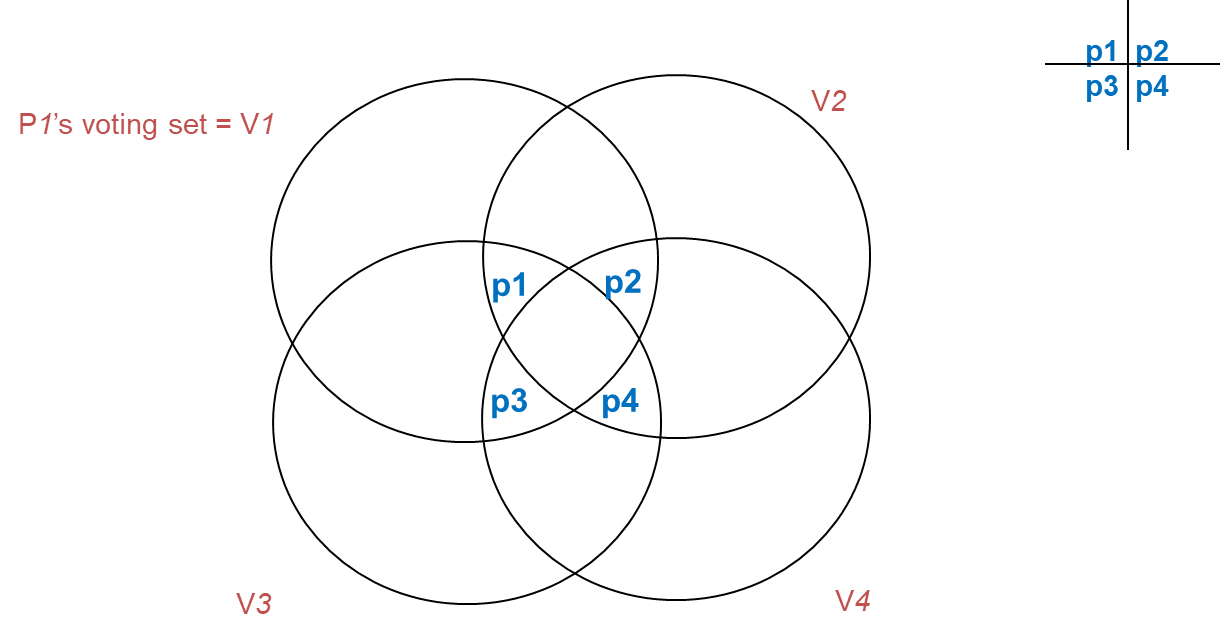 p1 p2
p3 p4
V2
P1's voting set = V1
p1 p2
p3 p4
V3 V4